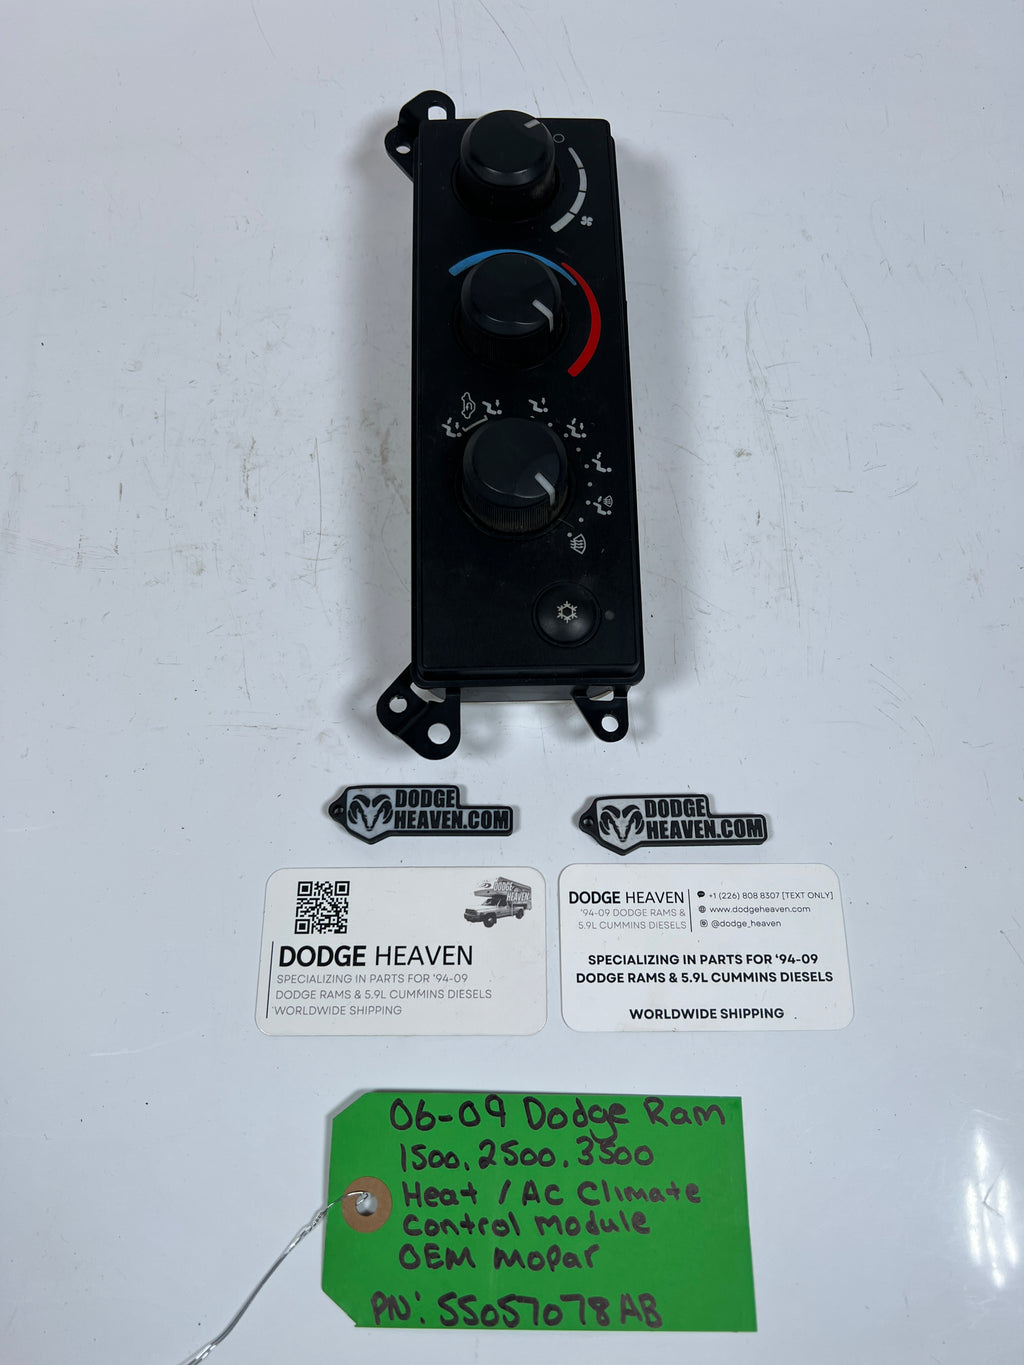 DODGE
HEAVEN.COM
DODGE
HEAVEN.COM
DODGE
HEAVEN
DODGE HEAVEN
SPECIALIZING IN PARTS FOR '94-09
DODGE RAMS & 5.9L CUMMINS DIESELS
WORLDWIDE SHIPPING
DODGE HEAVEN
'94-09 DODGE RAMS &
5.9L CUMMINS DIESELS
+1 (226) 808 8307 [TEXT ONLY]
www.dodgeheaven.com
@dodge_heaven
SPECIALIZING IN PARTS FOR '94-09
DODGE RAMS & 5.9L CUMMINS DIESELS
WORLDWIDE SHIPPING
06-09 Dodge Ram
1500, 2500, 3500
Heat / AC Climate
Control Module
OEM Mopar
PN: 55057078AB